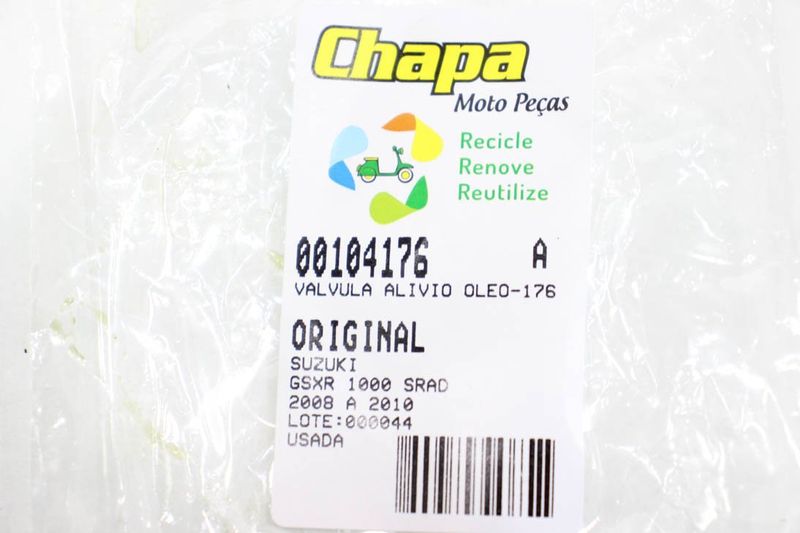 Chapa
Moto Peças
Recicle
Renove
Reutilize
00104176 A
VALVULA ALIVIO OLEO-176
ORIGINAL
SUZUKI
GSXR 1000 SRAD
2008 A 2010
LOTE:000044
USADA